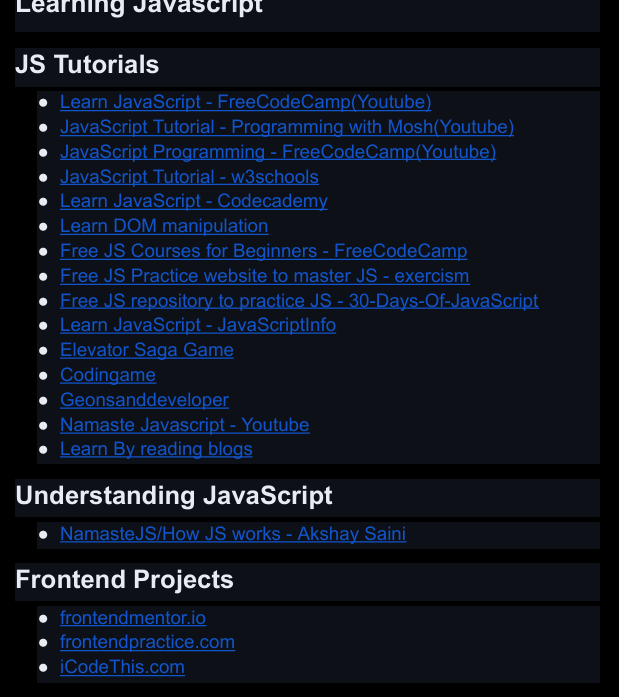 Learning Javascript
JS Tutorials
● Learn JavaScript - FreeCodeCamp(Youtube)
● JavaScript Tutorial - Programming with Mosh(Youtube)
● JavaScript Programming - FreeCodeCamp(Youtube)
● JavaScript Tutorial - w3schools
● Learn JavaScript - Codecademy
● Learn DOM manipulation
● Free JS Courses for Beginners - FreeCodeCamp
● Free JS Practice website to master JS - exercism
● Free JS repository to practice JS - 30-Days-Of-JavaScript
● Learn JavaScript - JavaScriptInfo
● Elevator Saga Game
● Codingame
● Geonsanddeveloper
● Namaste Javascript - Youtube
● Learn By reading blogs
Understanding JavaScript
● NamasteJS/How JS works - Akshay Saini
Frontend Projects
● frontendmentor.io
● frontendpractice.com
● iCodeThis.com